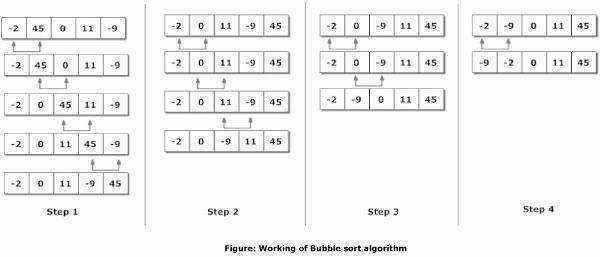 -2 45 0 11 -9
-2 45 0 11 -9
-2 0 45 11 -9
-2 0 11 45 -9
-2 0 11 -9 45
Step 1
-2 0 11 -9 45
-2 0 11 -9 45
-2 0 11 -9 45
-2 0 -9 11 45
Step 2
-2 0 -9 11 45
-2 0 -9 11 45
-2 -9 0 11 45
Step 3
-2 -9 0 11 45
-9 -2 0 11 45
Step 4
Figure: Working of Bubble sort algorithm